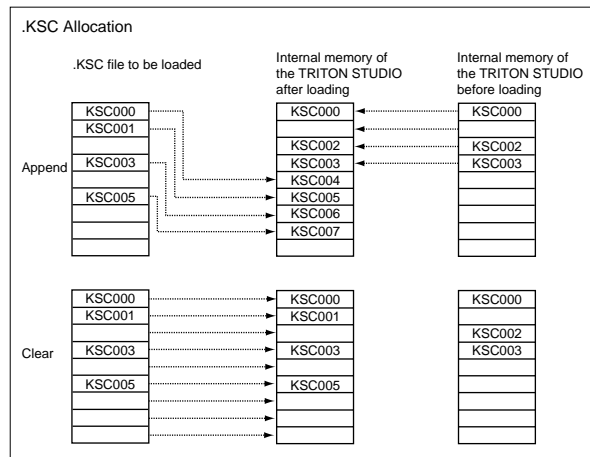 .KSC Allocation
.KSC file to be loaded
Internal memory of
the TRITON STUDIO
after loading
Internal memory of
the TRITON STUDIO
before loading
Append
KSC000
KSC001
KSC003
KSC005
KSC000
KSC002
KSC003
KSC004
KSC005
KSC006
KSC007
KSC000
KSC002
KSC003
Clear
KSC000
KSC001
KSC003
KSC005
KSC000
KSC001
KSC003
KSC005
KSC000
KSC002
KSC003